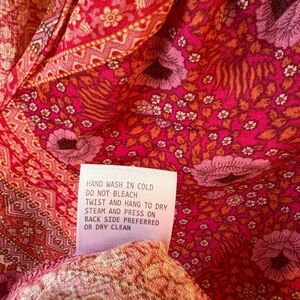 HAND WASH IN COLD
DO NOT BLEACH
TWIST AND HANG TO DRY
STEAM AND PRESS ON
BACK SIDE PREFERRED
OR DRY CLEAN